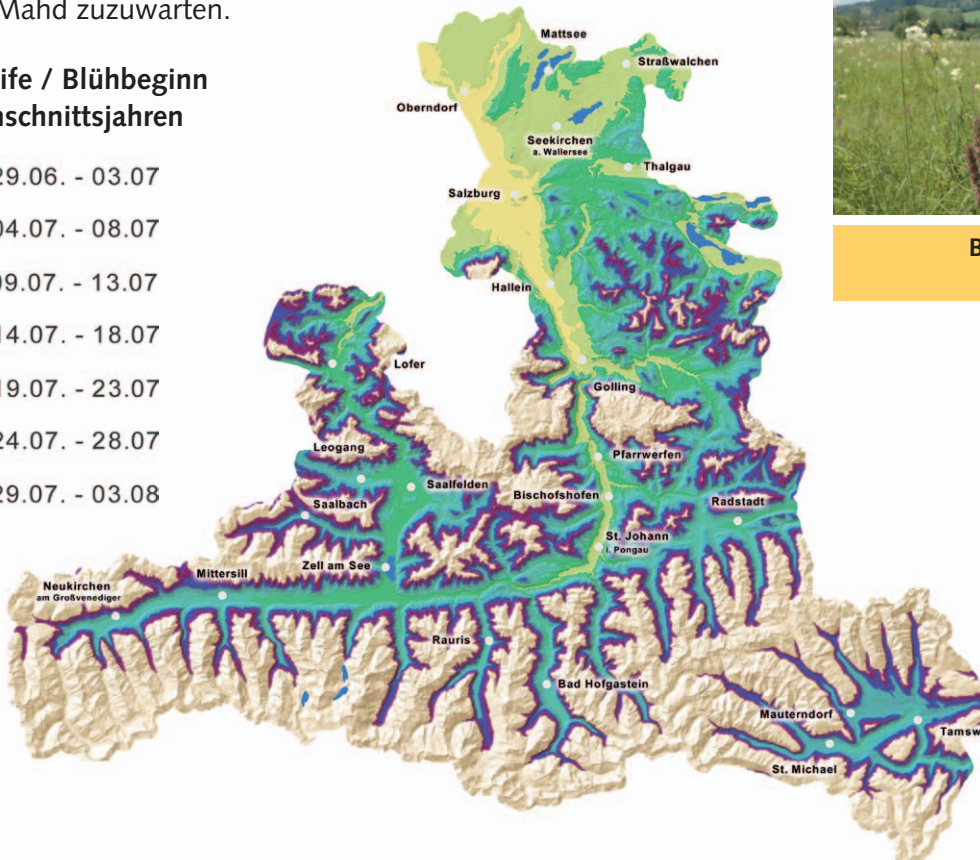 Mahd zuzuwarten.
ife / Blühbeginn
nschnittsjahren
29.06. - 03.07
04.07. - 08.07
09.07. - 13.07
14.07. - 18.07
19.07. - 23.07
24.07. - 28.07
29.07. - 03.08
Mattsee
Straßwalchen
Oberndorf
Seekirchen
a. Wallersee
Thalgau
Salzburg
Hallein
Lofer
Golling
Leogang
Pfarrwerfen
Saalfelden
Bischofshofen
Saalbach
Radstadt
St. Johann
i. Pongau
Zell am See
Mittersill
Neukirchen
am Großvenediger
Rauris
Bad Hofgastein
Mauterndorf
Tamsw
St. Michael
B